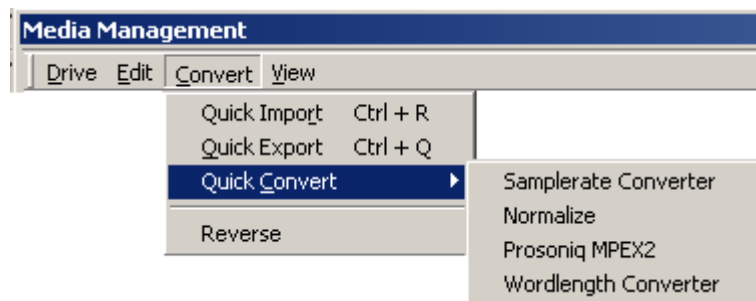 Media Management
Drive Edit Convert View
Quick Import Ctrl + R
Quick Export Ctrl + Q
Quick Convert
Reverse
Samplerate Converter
Normalize
Prosoniq MPEX2
Wordlength Converter